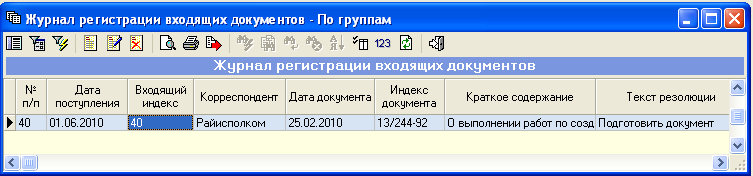 Журнал регистрации входящих документов - По группам
123
Журнал регистрации входящих документов
№ п/п Дата поступления Входящий индекс Корреспондент Дата документа Индекс документа Краткое содержание Текст резолюции
40 01.06.2010 40 Райисполком 25.02.2010 13/244-92 О выполнении работ по созд Подготовить документ